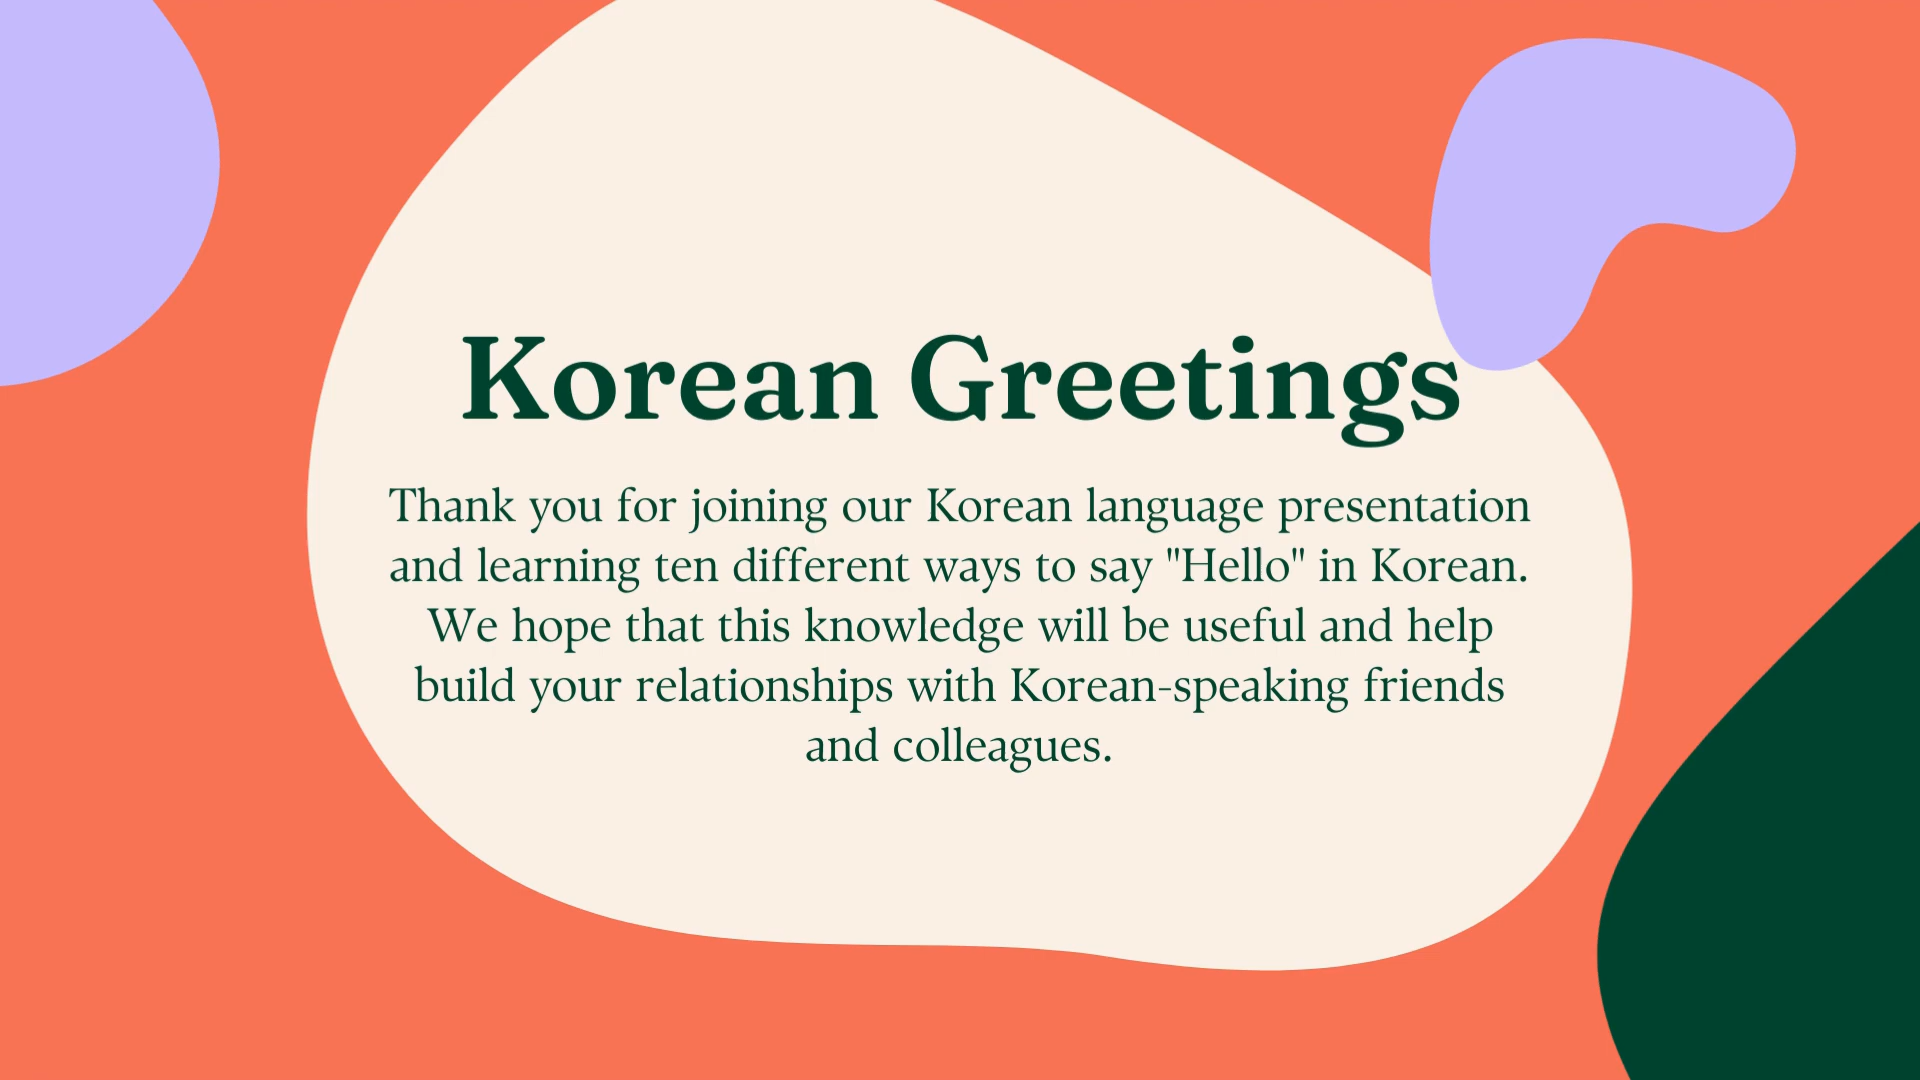 Korean Greetings
Thank you for joining our Korean language presentation
and learning ten different ways to say "Hello" in Korean.
We hope that this knowledge will be useful and help
build your relationships with Korean-speaking friends
and colleagues.